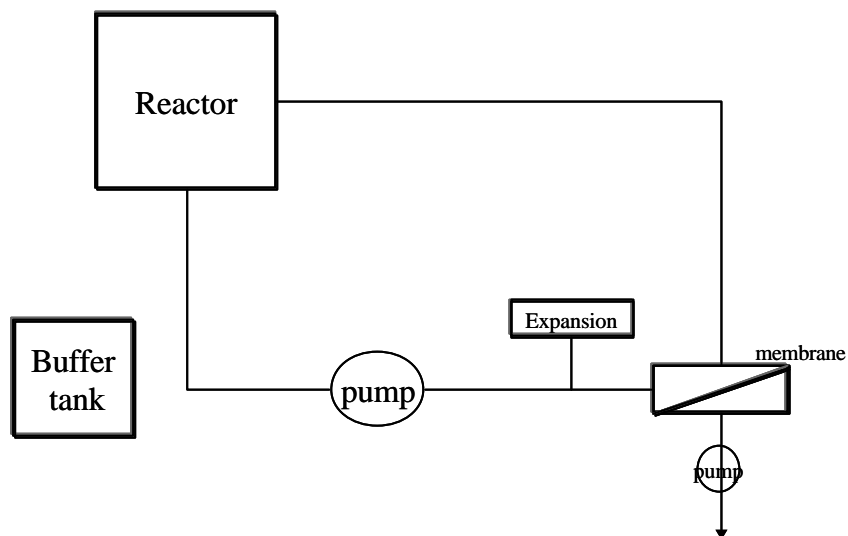 Reactor
Expansion
membrane
Buffer
tank
pump
pump